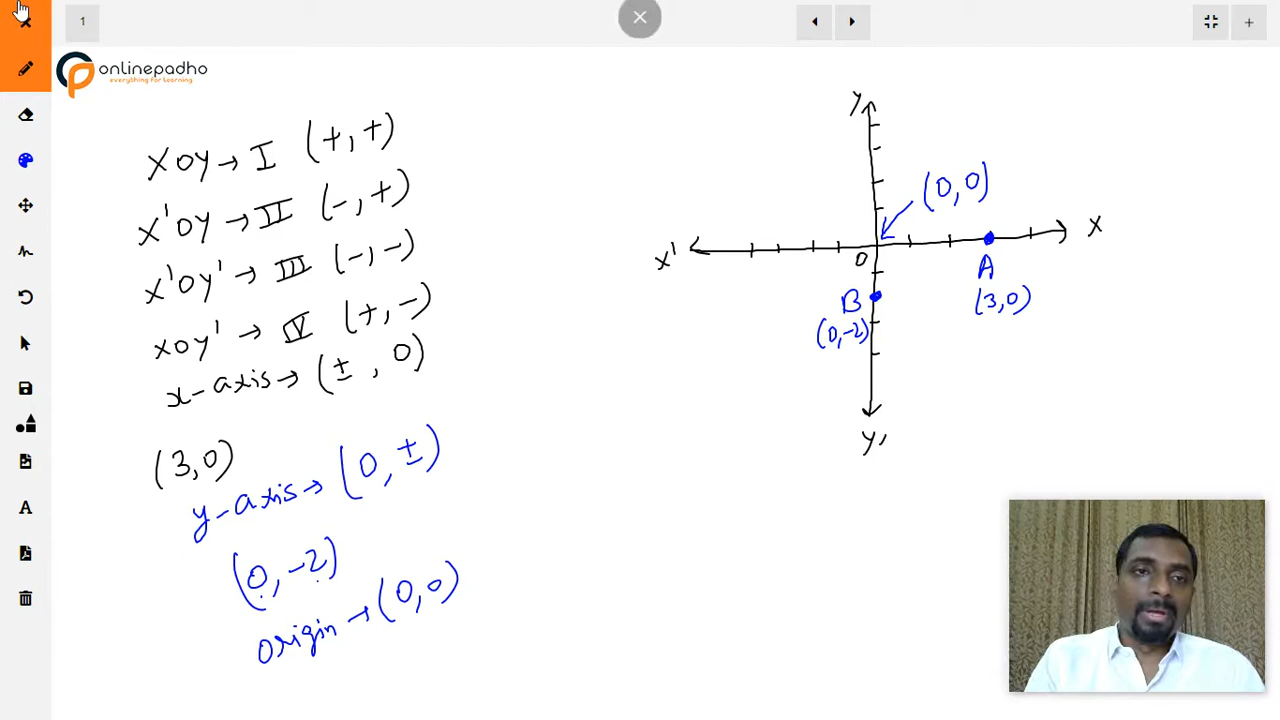 1
onlinepadho
everything for learning
XOY → I (+, +)
X'OY → II (-, +)
X'OY' → III (-, -)
XOY' → IV (+, -)
x-axis → (±, 0)
(3,0)
y-axis → (0, ±)
(0, -2)
origin → (0,0)
Y
(0,0)
X'
X
O
A
(3,0)
B
(0,-2)
Y'
A